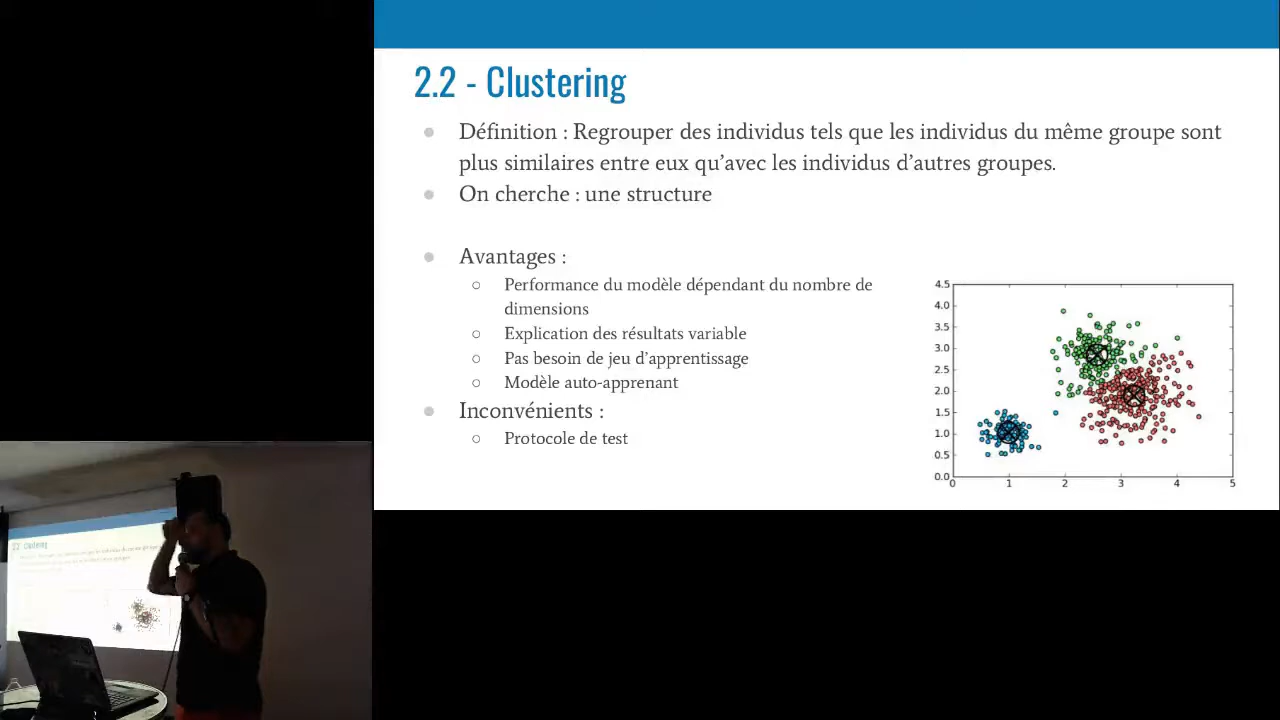 2.2 - Clustering
Définition : Regrouper des individus tels que les individus du même groupe sont
plus similaires entre eux qu’avec les individus d’autres groupes.
On cherche : une structure
Avantages :
Performance du modèle dépendant du nombre de
dimensions
Explication des résultats variable
Pas besoin de jeu d’apprentissage
Modèle auto-apprenant
Inconvénients :
Protocole de test
4.5
4.0
3.5
3.0
2.5
2.0
1.5
1.0
0.5
0.0
0 1 2 3 4 5
2.2 Clustering